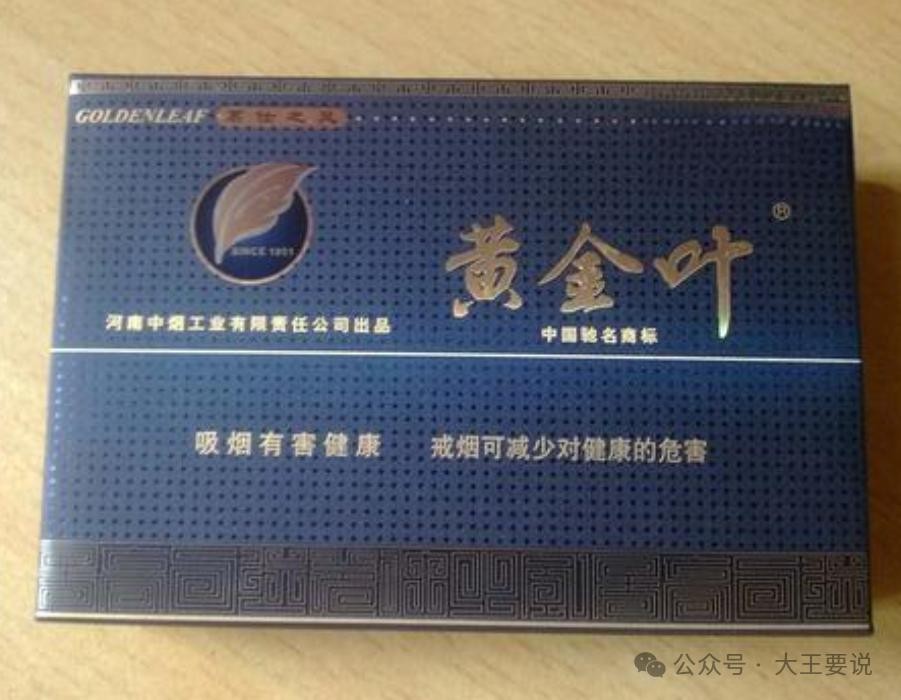 GOLDENLEAF
SINCE 1951
黄金叶
®
河南中烟工业有限责任公司出品
中国驰名商标
吸烟有害健康 戒烟可减少对健康的危害
公众号 · 大王要说